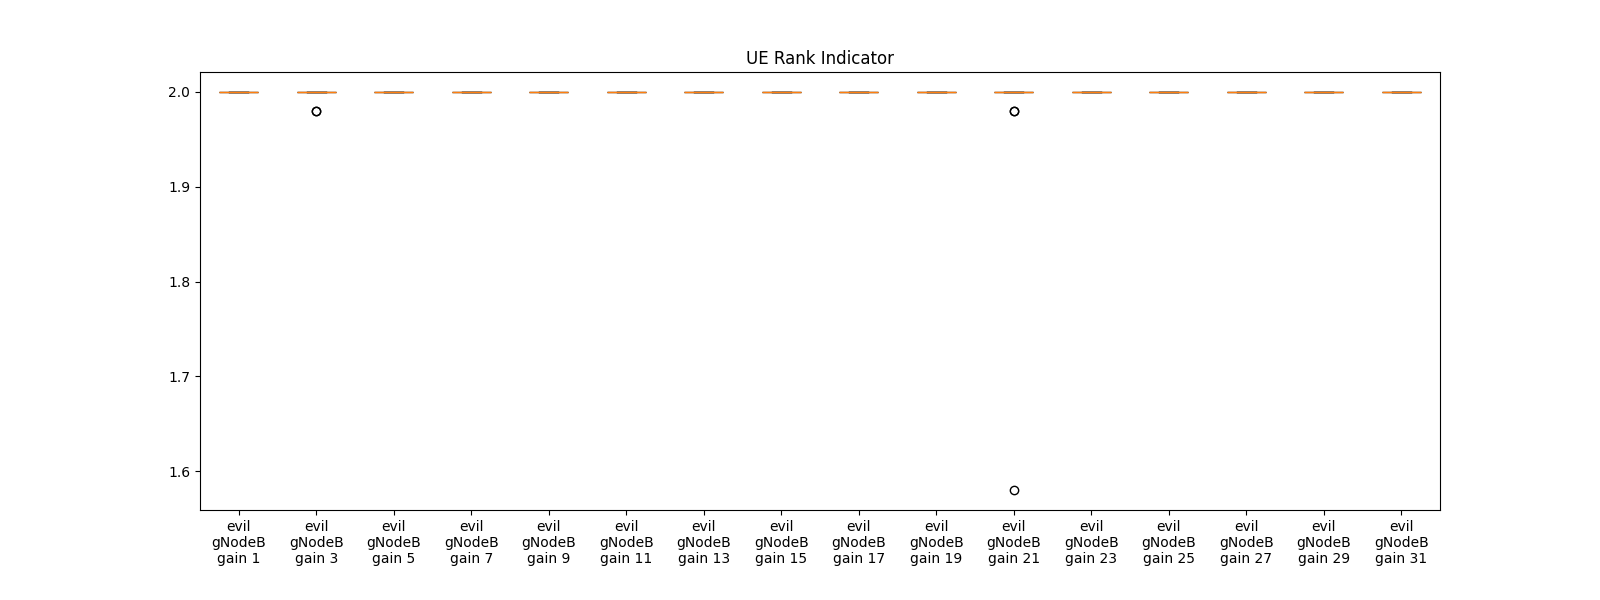 UE Rank Indicator
2.0
1.9
1.8
1.7
1.6
evil
gNodeB
gain 1
evil
gNodeB
gain 3
evil
gNodeB
gain 5
evil
gNodeB
gain 7
evil
gNodeB
gain 9
evil
gNodeB
gain 11
evil
gNodeB
gain 13
evil
gNodeB
gain 15
evil
gNodeB
gain 17
evil
gNodeB
gain 19
evil
gNodeB
gain 21
evil
gNodeB
gain 23
evil
gNodeB
gain 25
evil
gNodeB
gain 27
evil
gNodeB
gain 29
evil
gNodeB
gain 31